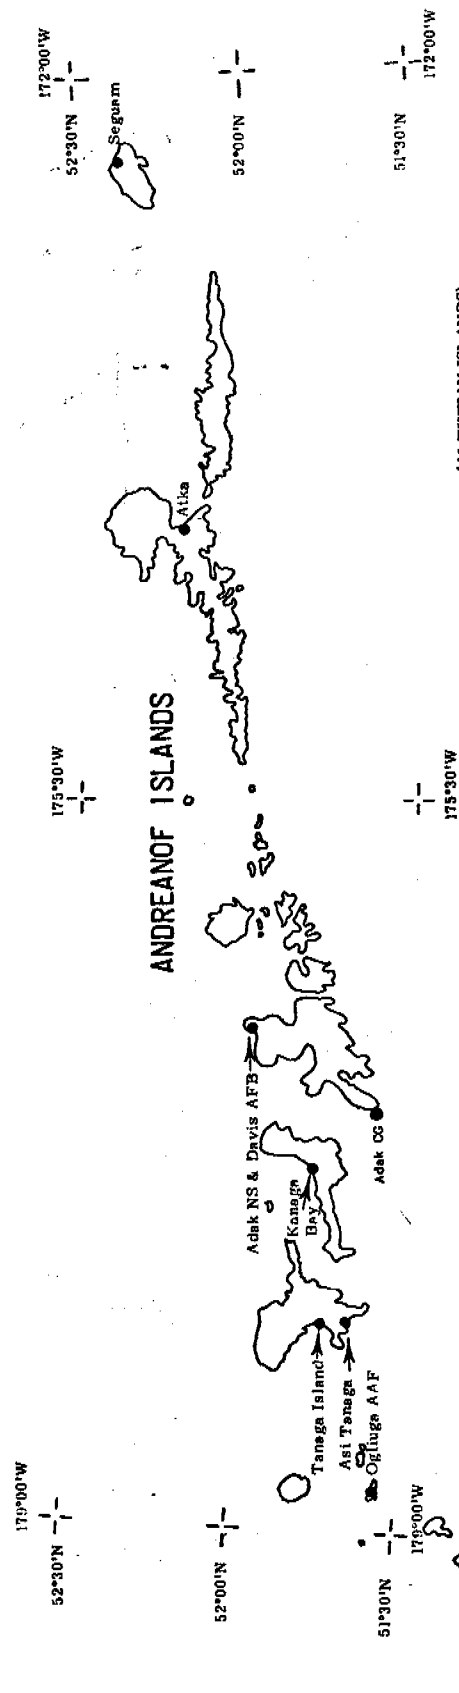 179°00'W
175°30'W
172°00'W
52°30'N
52°30'N
ANDREANOF ISLANDS
Seguam
Atka
52°00'N
52°00'N
Adak NS & Davis AFB
Kanaga
Bay
Tanaga Island
Asi Tanaga
Ogliuga AAF
Adak CG
51°30'N
51°30'N
179°00'W
175°30'W
172°00'W